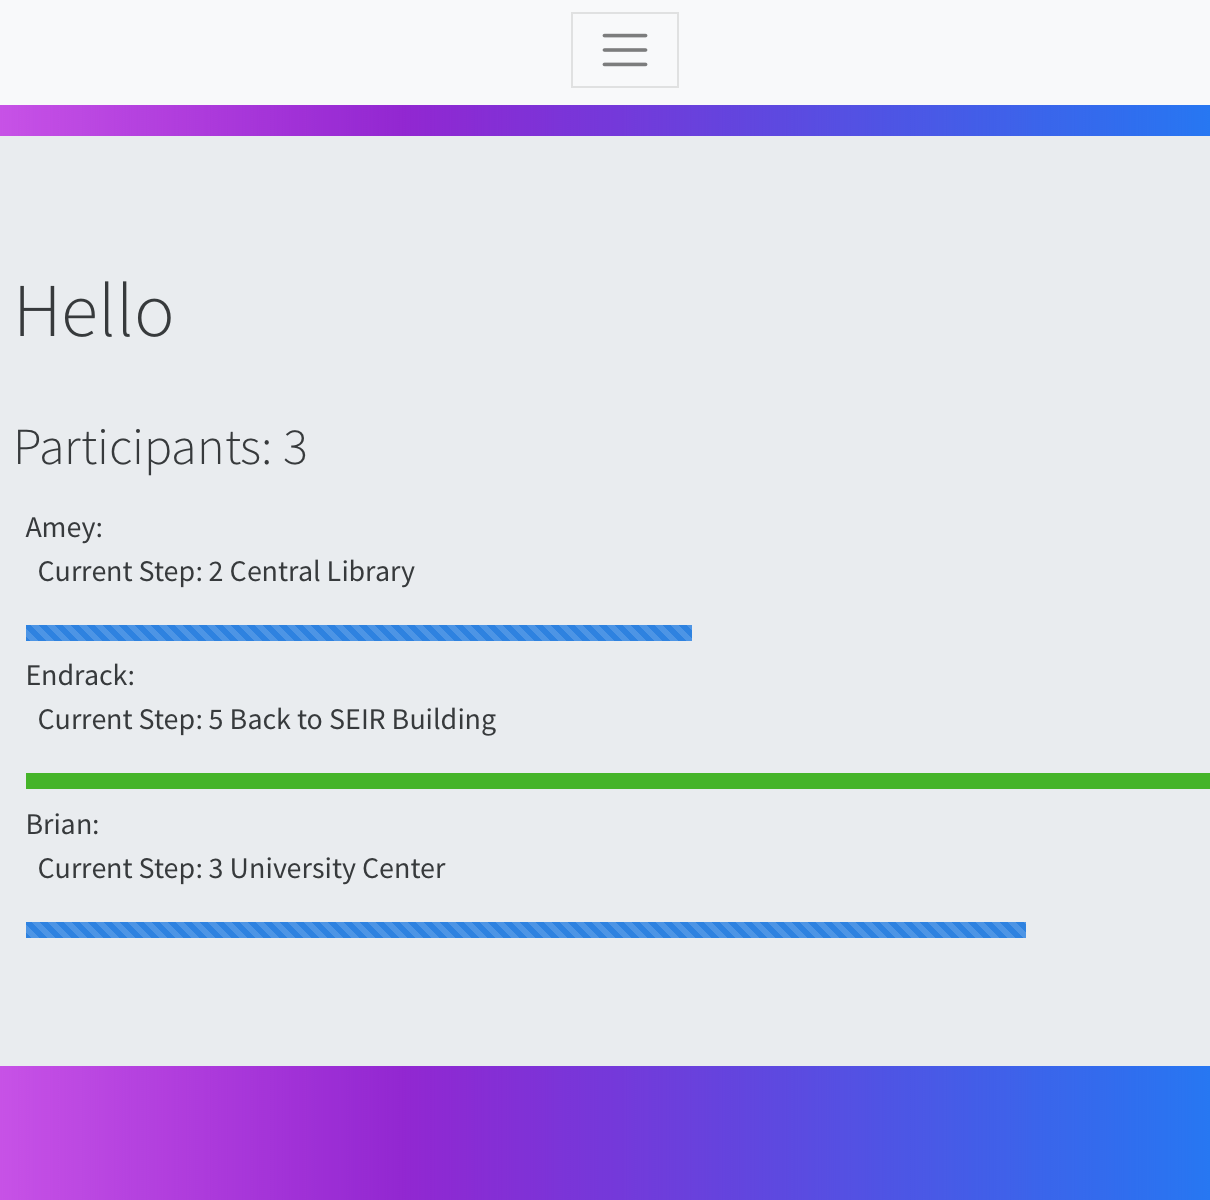 Hello
Participants: 3
Amey:
Current Step: 2 Central Library
Endrack:
Current Step: 5 Back to SEIR Building
Brian:
Current Step: 3 University Center